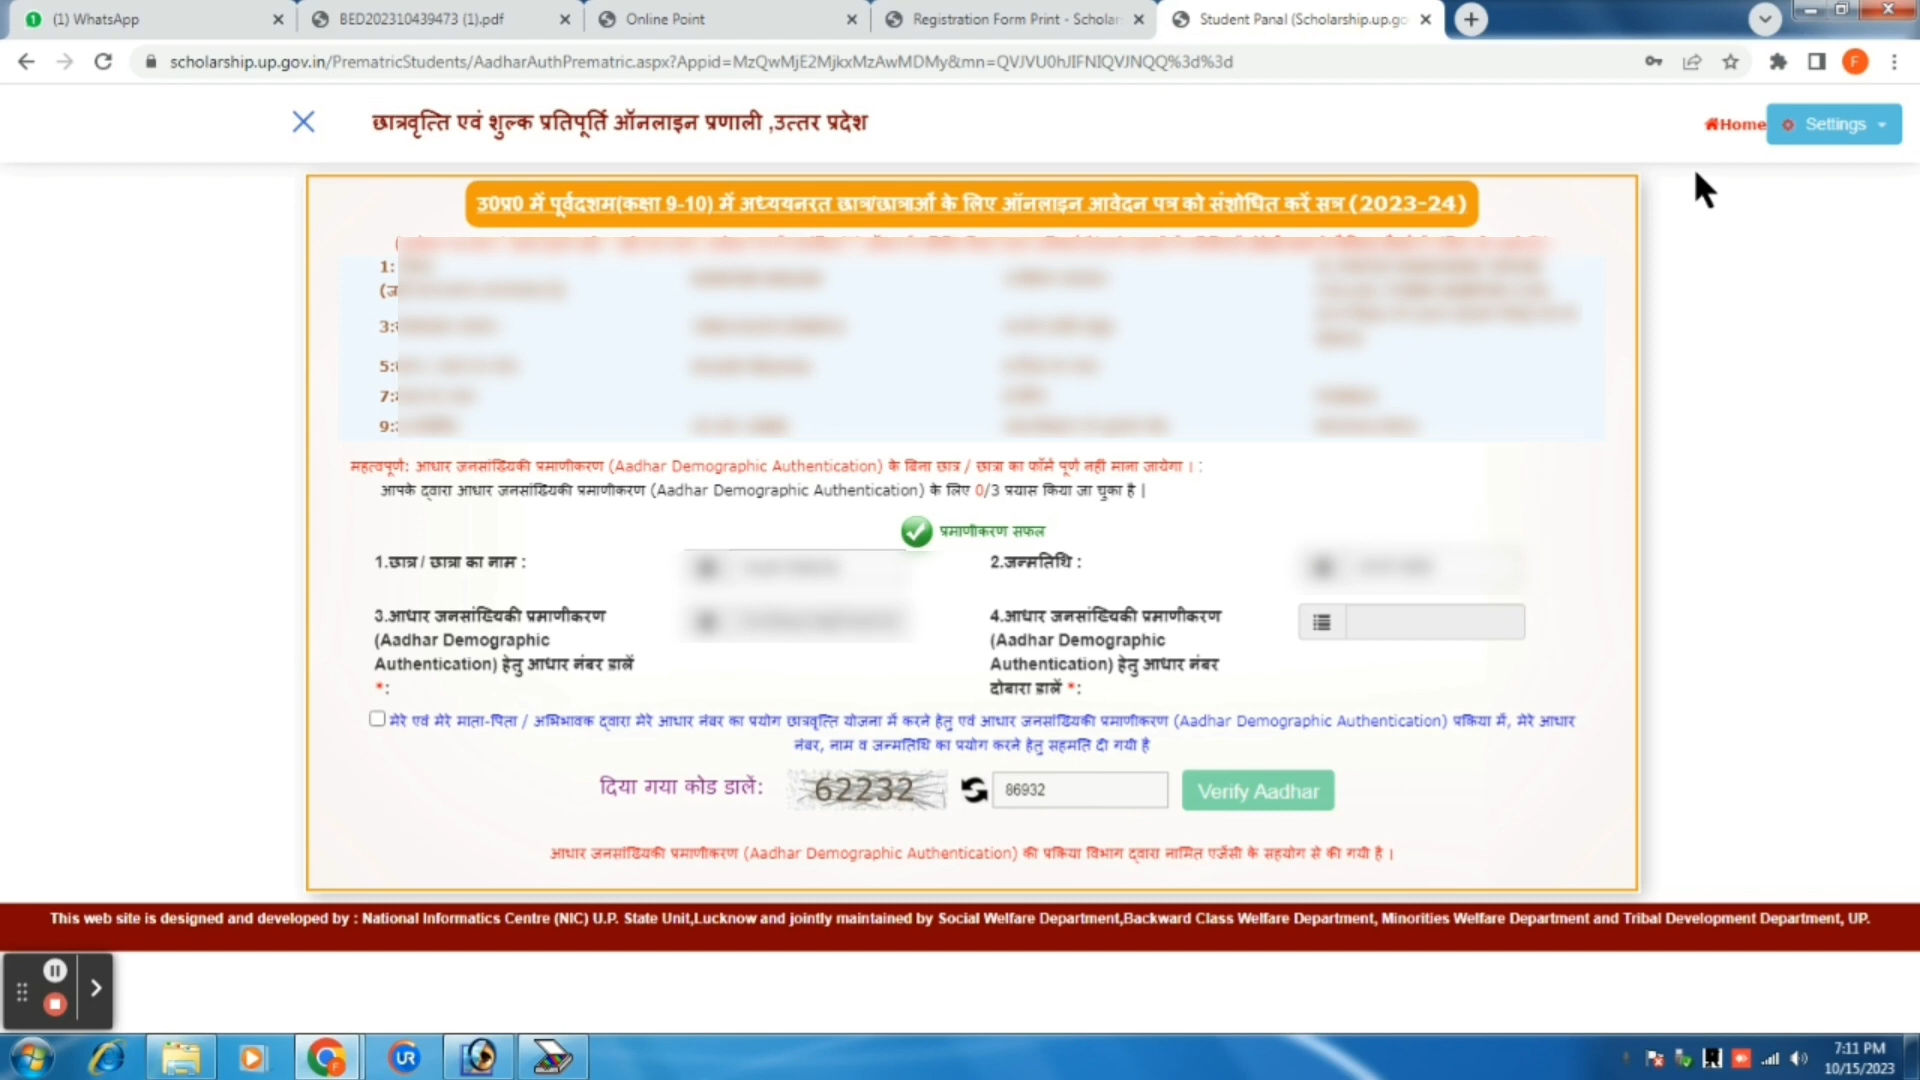 (1) WhatsApp
BED202310439473 (1).pdf
Online Point
Registration Form Print - Scholar
Student Panal (Scholarship.up.go
scholarship.up.gov.in/PrematricStudents/AadharAuthPrematric.aspx?Appid=MzQwMjE2MjkxMzAwMDMy&mn=QVJVU0hJIFNIQVJNQQ%3d%3d
F
छात्रवृत्ति एवं शुल्क प्रतिपूर्ति ऑनलाइन प्रणाली ,उत्तर प्रदेश
Home
Settings
उ0प्र0 में पूर्वदशम(कक्षा 9-10) में अध्ययनरत छात्र/छात्राओं के लिए ऑनलाइन आवेदन पत्र को संशोधित करें सत्र (2023-24)
1:
(ज
3:
5:
7:
9:
महत्वपूर्ण: आधार जनसांख्यिकी प्रमाणीकरण (Aadhar Demographic Authentication) के बिना छात्र / छात्रा का फॉर्म पूर्ण नहीं माना जायेगा । :
आपके द्वारा आधार जनसांख्यिकी प्रमाणीकरण (Aadhar Demographic Authentication) के लिए 0/3 प्रयास किया जा चुका है |
प्रमाणीकरण सफल
1.छात्र / छात्रा का नाम :
2.जन्मतिथि :
3.आधार जनसांख्यिकी प्रमाणीकरण
(Aadhar Demographic
Authentication) हेतु आधार नंबर डालें
*:
4.आधार जनसांख्यिकी प्रमाणीकरण
(Aadhar Demographic
Authentication) हेतु आधार नंबर
दोबारा डालें *:
मेरे एवं मेरे माता-पिता / अभिभावक द्वारा मेरे आधार नंबर का प्रयोग छात्रवृत्ति योजना में करने हेतु एवं आधार जनसांख्यिकी प्रमाणीकरण (Aadhar Demographic Authentication) प्रकिया में, मेरे आधार
नंबर, नाम व जन्मतिथि का प्रयोग करने हेतु सहमति दी गयी है
दिया गया कोड डालें:
62232
86932
Verify Aadhar
आधार जनसांख्यिकी प्रमाणीकरण (Aadhar Demographic Authentication) की प्रकिया विभाग द्वारा नामित एजेंसी के सहयोग से की गयी है ।
This web site is designed and developed by : National Informatics Centre (NIC) U.P. State Unit,Lucknow and jointly maintained by Social Welfare Department,Backward Class Welfare Department, Minorities Welfare Department and Tribal Development Department, UP.
UR
7:11 PM
10/15/2023